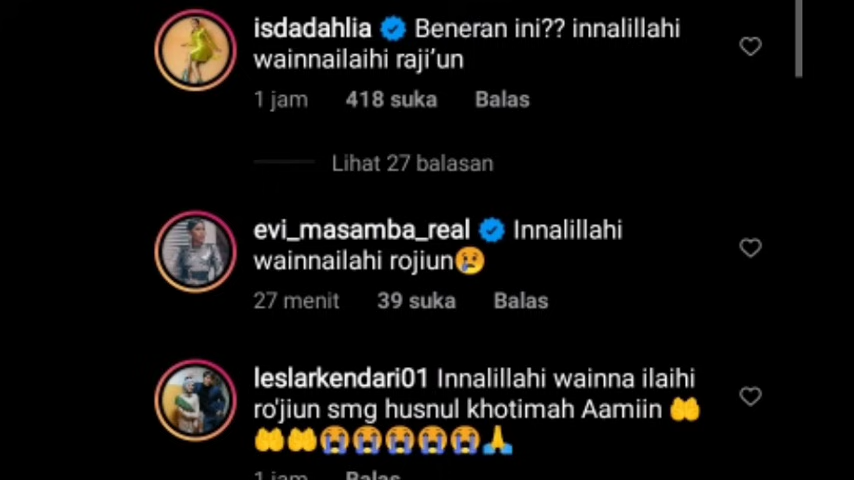 isdadahlia Beneran ini?? innalillahi
wainnailaihi raji’un
1 jam 418 suka Balas
Lihat 27 balasan
evi_masamba_real Innalillahi
wainnailahi rojiun😢
27 menit 39 suka Balas
leslarkendari01 Innalillahi wainna ilaihi
ro'jiun smg husnul khotimah Aamiin 🤲
🤲🤲😭😭😭😭😭🙏
1 jam Balas